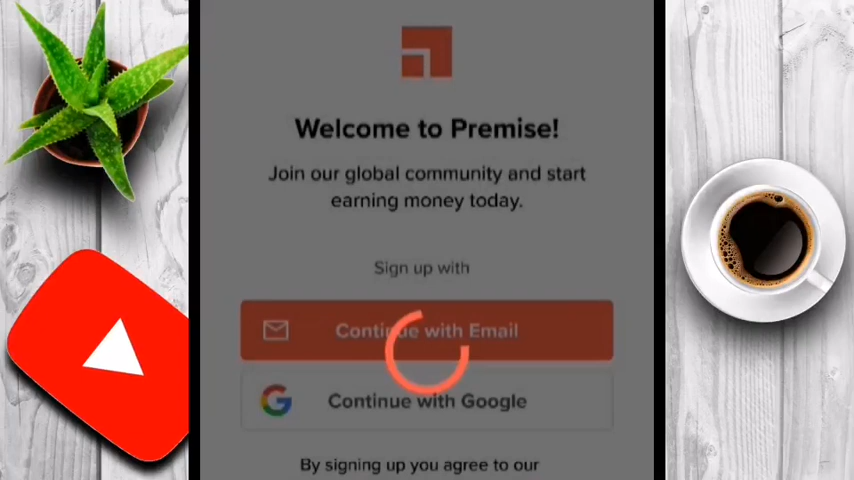 Welcome to Premise!
Join our global community and start
earning money today.
Sign up with
Continue with Email
Continue with Google
By signing up you agree to our